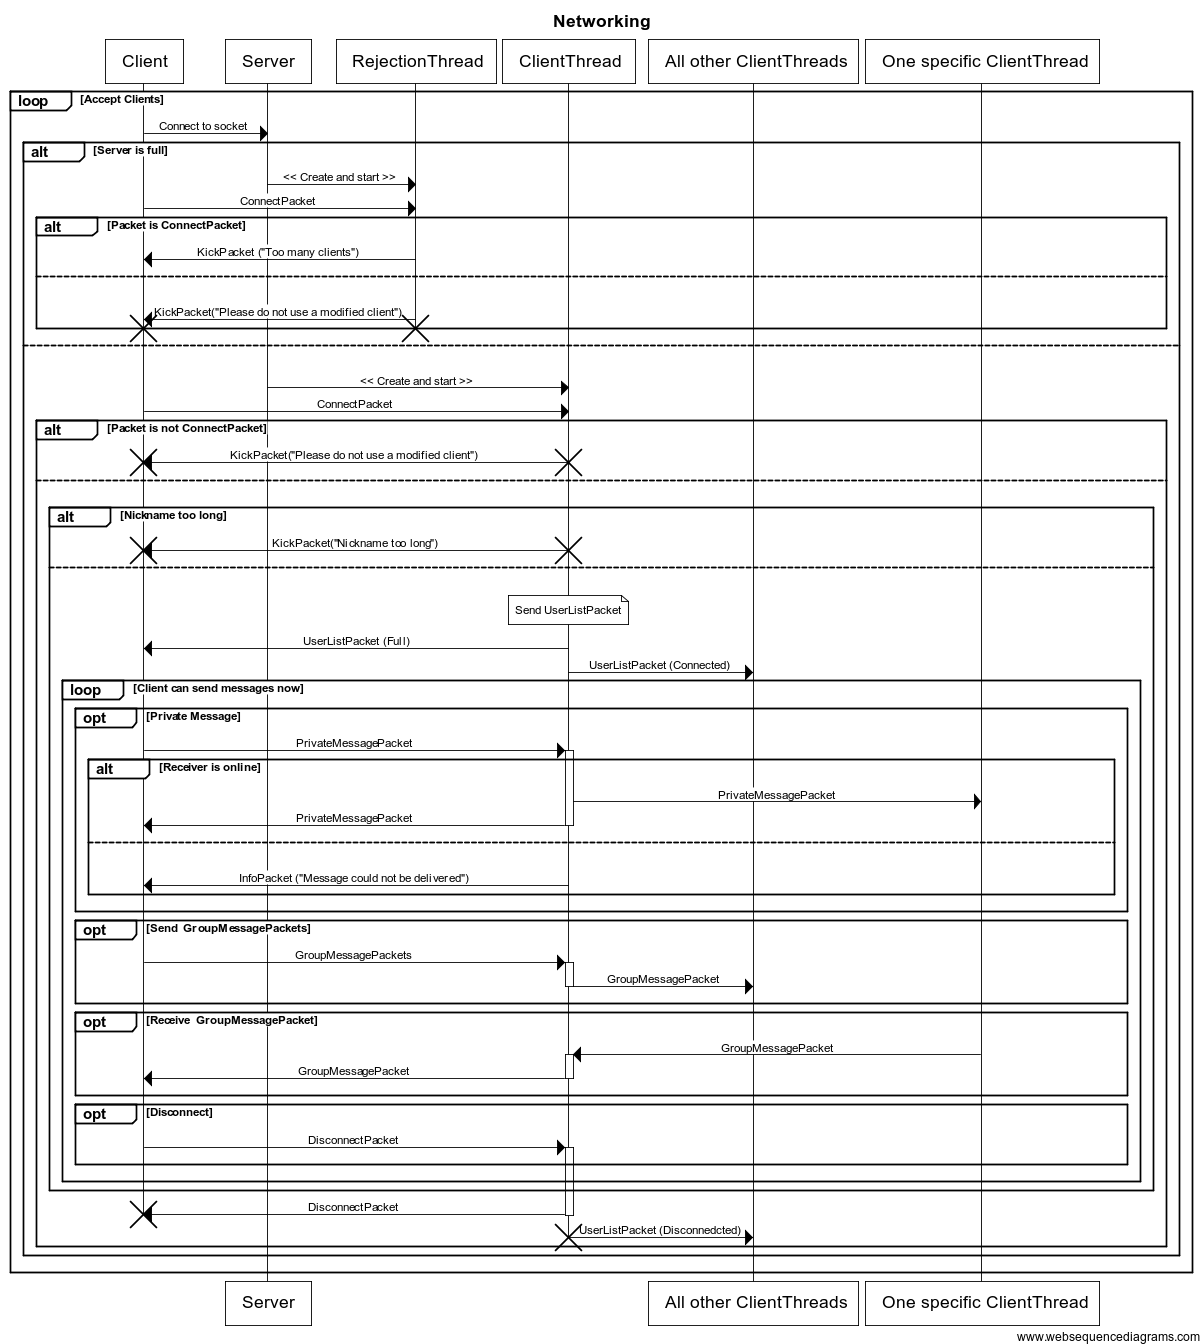 Networking
Client
Server
RejectionThread
ClientThread
All other ClientThreads
One specific ClientThread
loop
[Accept Clients]
Connect to socket
alt
[Server is full]
<< Create and start >>
ConnectPacket
alt
[Packet is ConnectPacket]
KickPacket ("Too many clients")
KickPacket("Please do not use a modified client")
<< Create and start >>
ConnectPacket
alt
[Packet is not ConnectPacket]
KickPacket("Please do not use a modified client")
alt
[Nickname too long]
KickPacket("Nickname too long")
Send UserListPacket
UserListPacket (Full)
UserListPacket (Connected)
loop
[Client can send messages now]
opt
[Private Message]
PrivateMessagePacket
alt
[Receiver is online]
PrivateMessagePacket
PrivateMessagePacket
InfoPacket ("Message could not be delivered")
opt
[Send GroupMessagePackets]
GroupMessagePackets
GroupMessagePacket
opt
[Receive GroupMessagePacket]
GroupMessagePacket
GroupMessagePacket
opt
[Disconnect]
DisconnectPacket
DisconnectPacket
UserListPacket (Disconnedcted)
Server
All other ClientThreads
One specific ClientThread
www.websequencediagrams.com